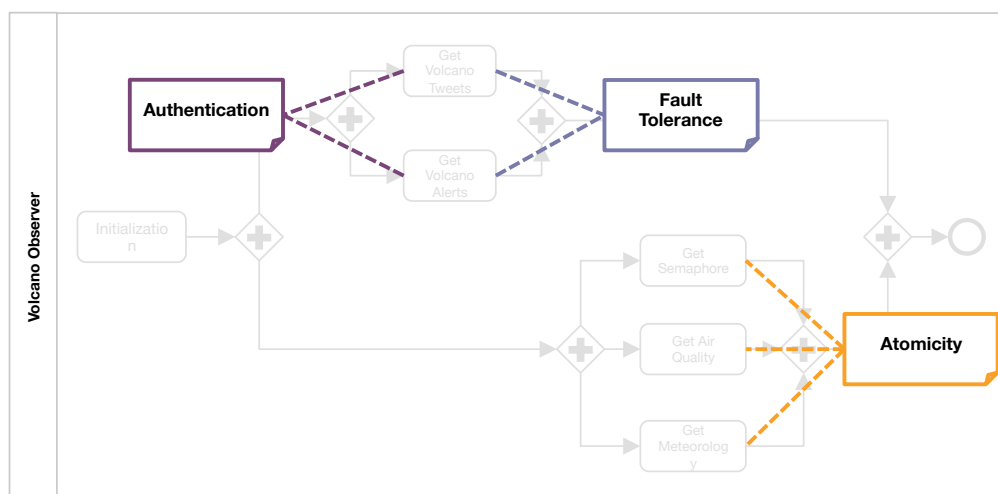 Volcano Observer
Get
Volcano
Tweets
Authentication
Fault
Tolerance
Get
Volcano
Alerts
Initializatio
n
Get
Semaphore
Get Air
Quality
Atomicity
Get
Meteorolog
y